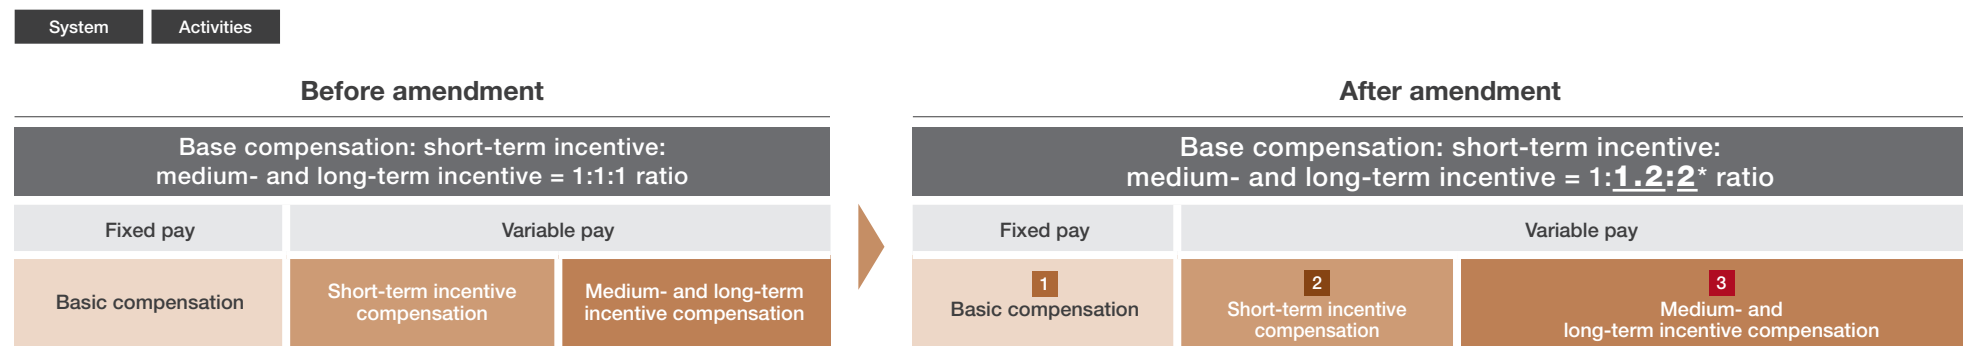 System
Activities
Before amendment
Base compensation: short-term incentive:
medium- and long-term incentive = 1:1:1 ratio
Fixed pay
Variable pay
Basic compensation
Short-term incentive
compensation
Medium- and long-term
incentive compensation
After amendment
Base compensation: short-term incentive:
medium- and long-term incentive = 1:1.2:2* ratio
Fixed pay
Variable pay
1
Basic compensation
2
Short-term incentive
compensation
3
Medium- and
long-term incentive compensation